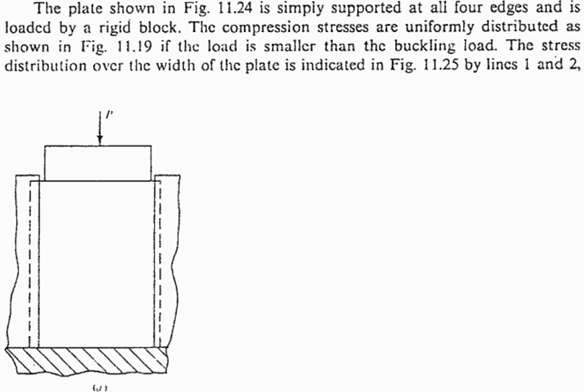 The plate shown in Fig. 11.24 is simply supported at all four edges and is
loaded by a rigid block. The compression stresses are uniformly distributed as
shown in Fig. 11.19 if the load is smaller than the buckling load. The stress
distribution over the width of the plate is indicated in Fig. 11.25 by lines 1 and 2,
P
(a)